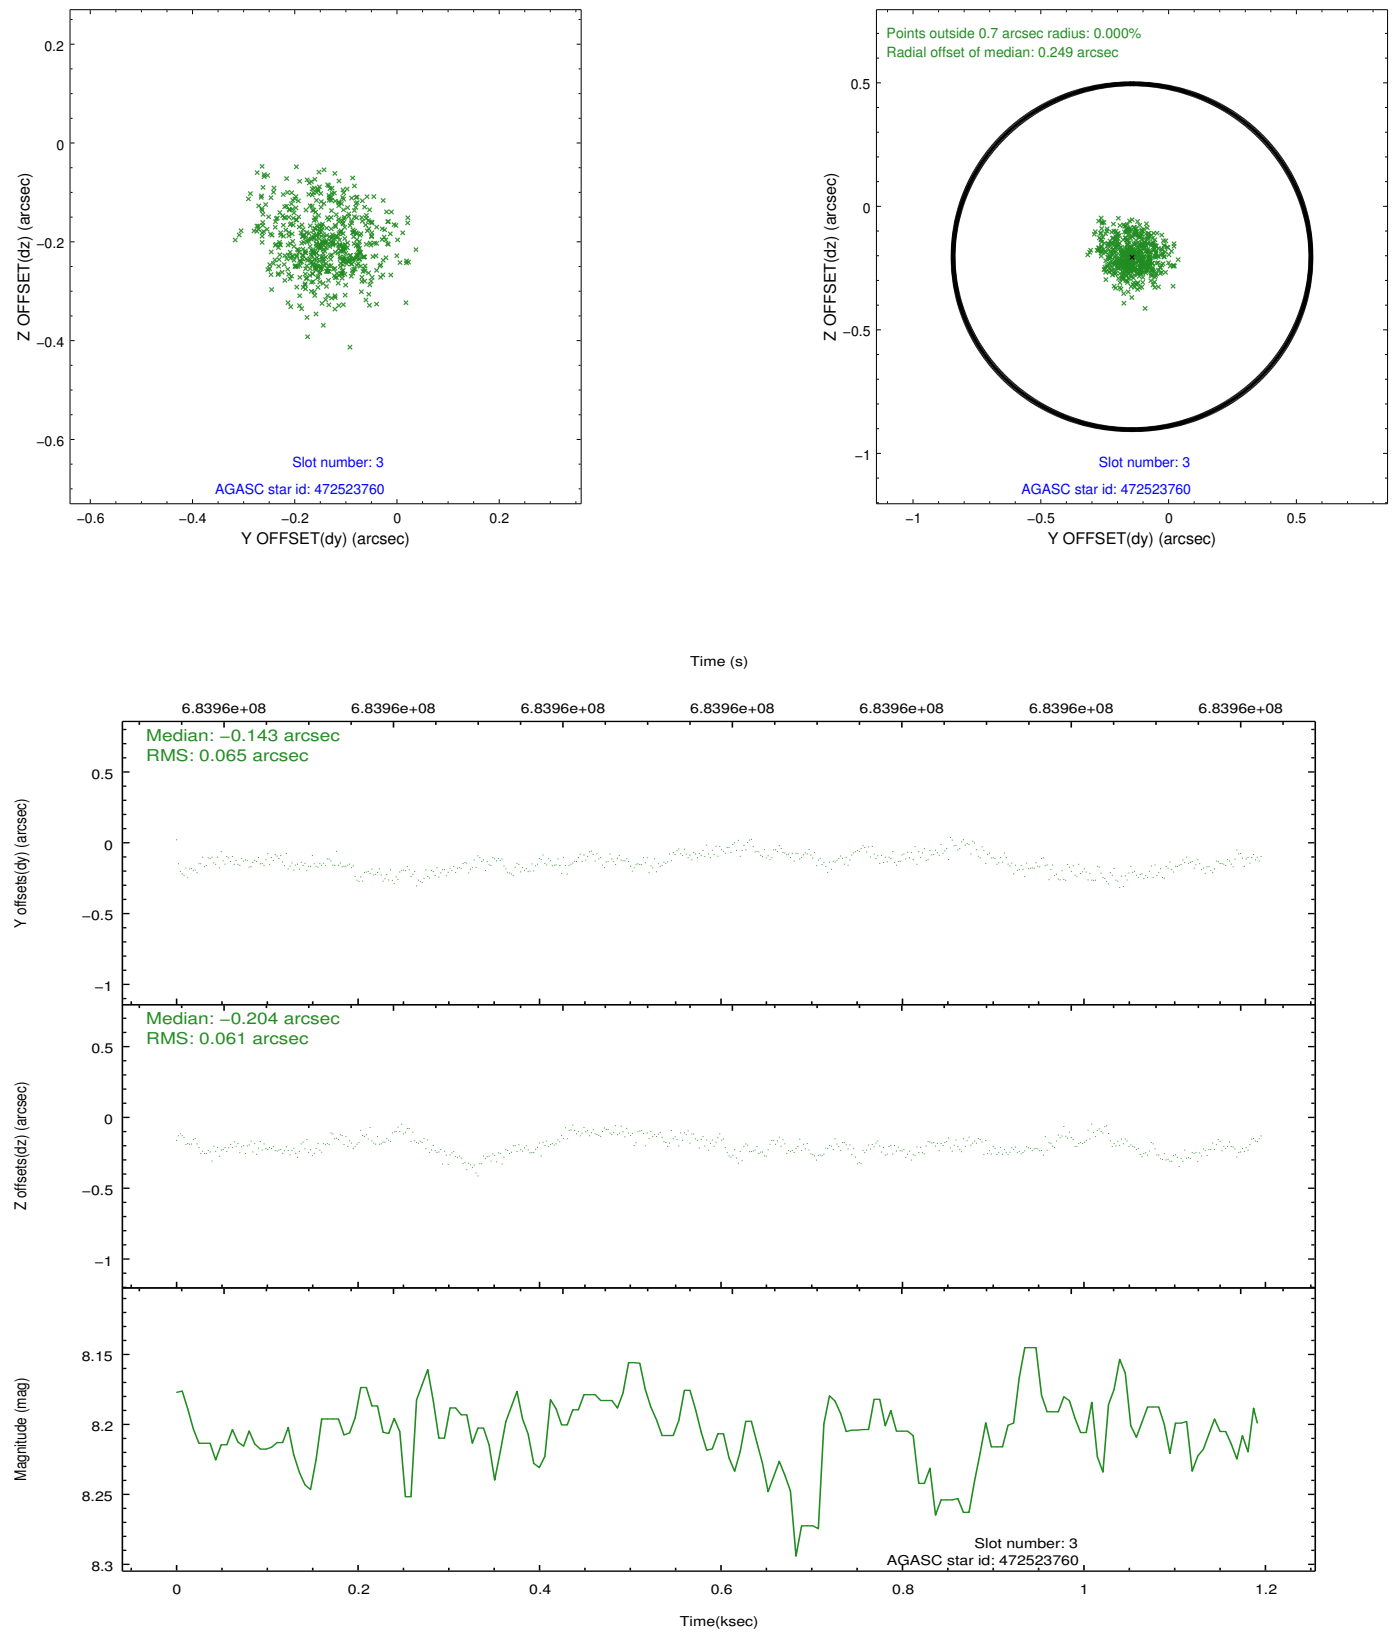 0.2
0
−0.2
−0.4
−0.6
Z OFFSET(dz) (arcsec)
Slot number: 3
AGASC star id: 472523760
−0.6
−0.4
−0.2
0
0.2
Y OFFSET(dy) (arcsec)
Points outside 0.7 arcsec radius: 0.000%
Radial offset of median: 0.249 arcsec
0.5
0
−0.5
−1
Z OFFSET(dz) (arcsec)
Slot number: 3
AGASC star id: 472523760
−1
−0.5
0
0.5
Y OFFSET(dy) (arcsec)
Time (s)
6.8396e+08
6.8396e+08
6.8396e+08
6.8396e+08
6.8396e+08
6.8396e+08
6.8396e+08
Median: −0.143 arcsec
RMS: 0.065 arcsec
0.5
0
−0.5
−1
Y offsets(dy) (arcsec)
Median: −0.204 arcsec
RMS: 0.061 arcsec
0.5
0
−0.5
−1
Z offsets(dz) (arcsec)
8.15
8.2
8.25
8.3
Magnitude (mag)
Slot number: 3
AGASC star id: 472523760
0
0.2
0.4
0.6
0.8
1
1.2
Time(ksec)